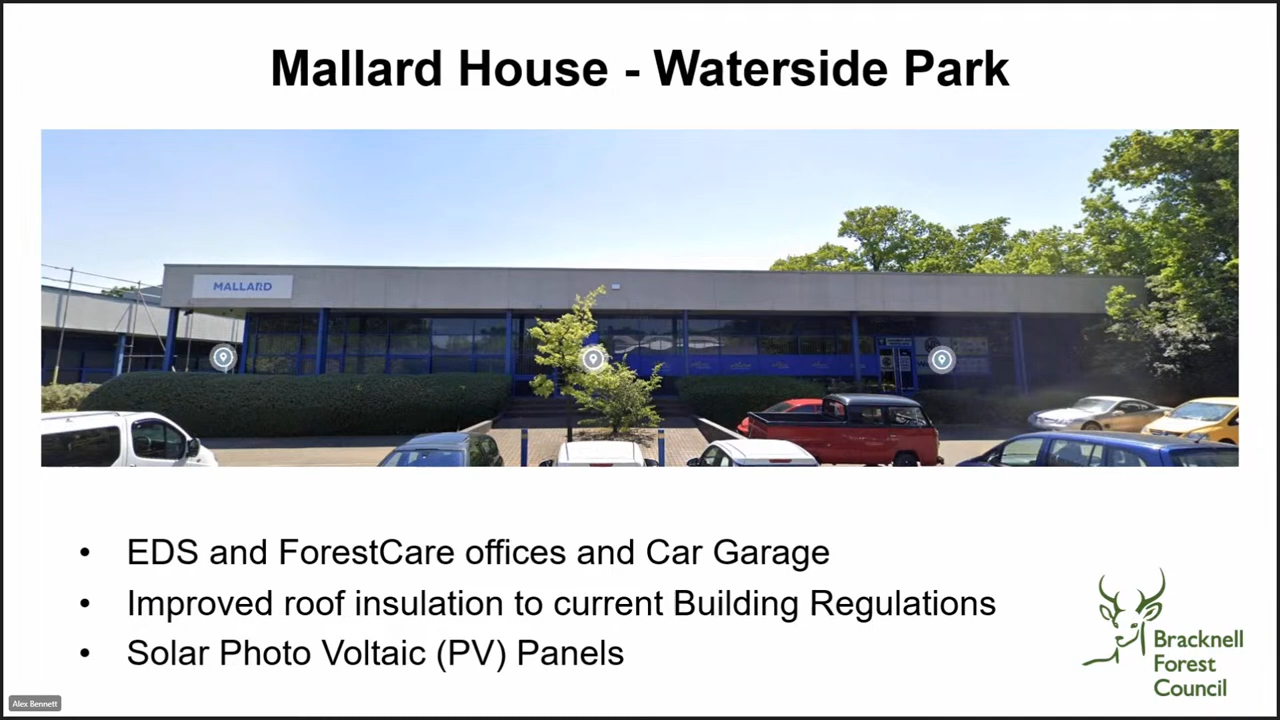 Mallard House - Waterside Park
MALLARD
• EDS and ForestCare offices and Car Garage
• Improved roof insulation to current Building Regulations
• Solar Photo Voltaic (PV) Panels
Bracknell
Forest
Council
Alex Bennett